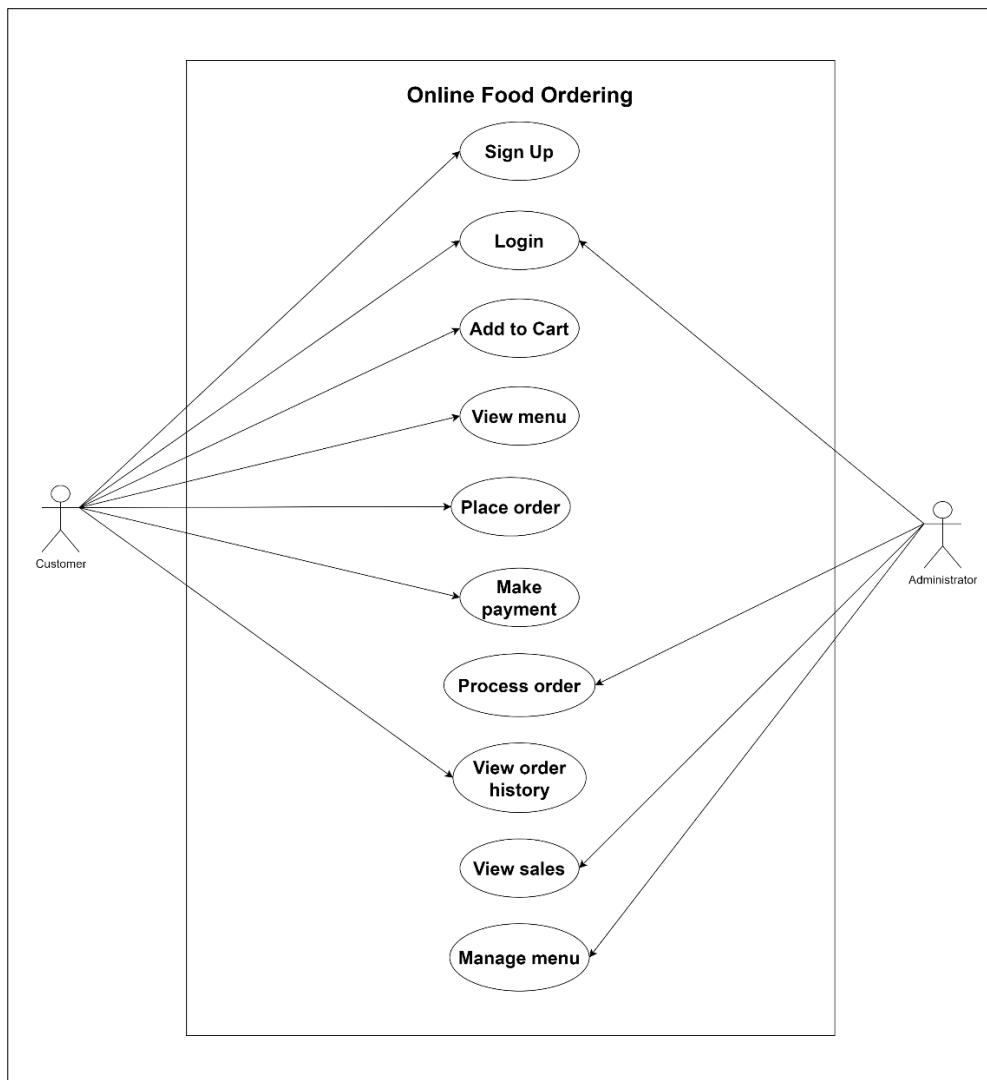 Online Food Ordering
Sign Up
Login
Add to Cart
View menu
Place order
Customer
Administrator
Make
payment
Process order
View order
history
View sales
Manage menu